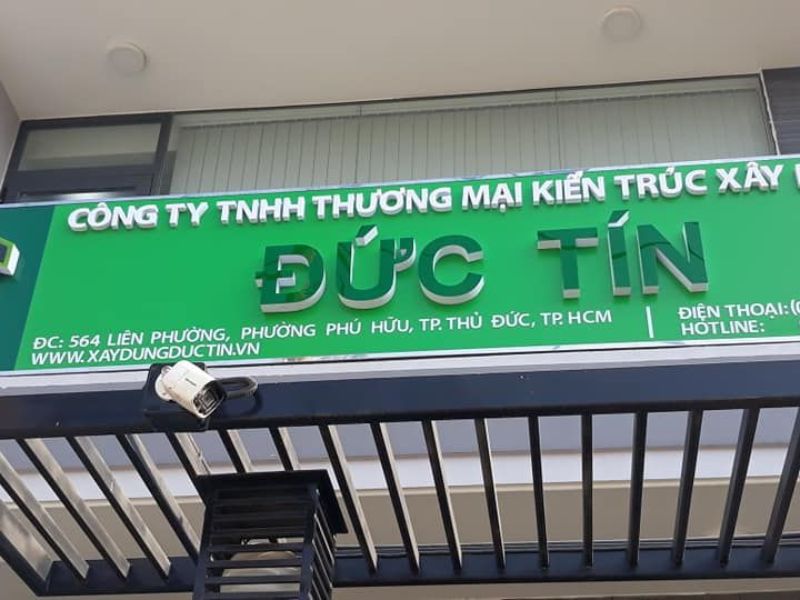 CÔNG TY TNHH THƯƠNG MẠI KIẾN TRÚC XÂY
ĐỨC TÍN
ĐC: 564 LIÊN PHƯỜNG, PHƯỜNG PHÚ HỮU, TP. THỦ ĐỨC, TP. HCM
WWW.XAYDUNGDUCTIN.VN
ĐIỆN THOẠI: (
HOTLINE: